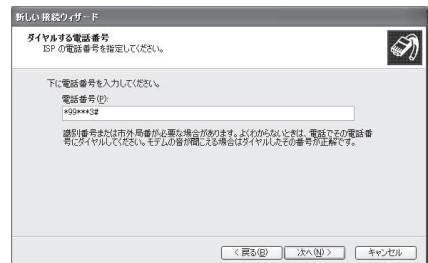 新しい接続ウィザード
ダイヤルする電話番号
ISP の電話番号を指定してください。
下に電話番号を入力してください。
電話番号(P):
*99***3#
識別番号または市外局番が必要な場合があります。よくわからないときは、電話でその電話番
号にダイヤルしてください。モデムの音が聞こえる場合はダイヤルしたその番号が正解です。
< 戻る(B)
次へ(N) >
キャンセル